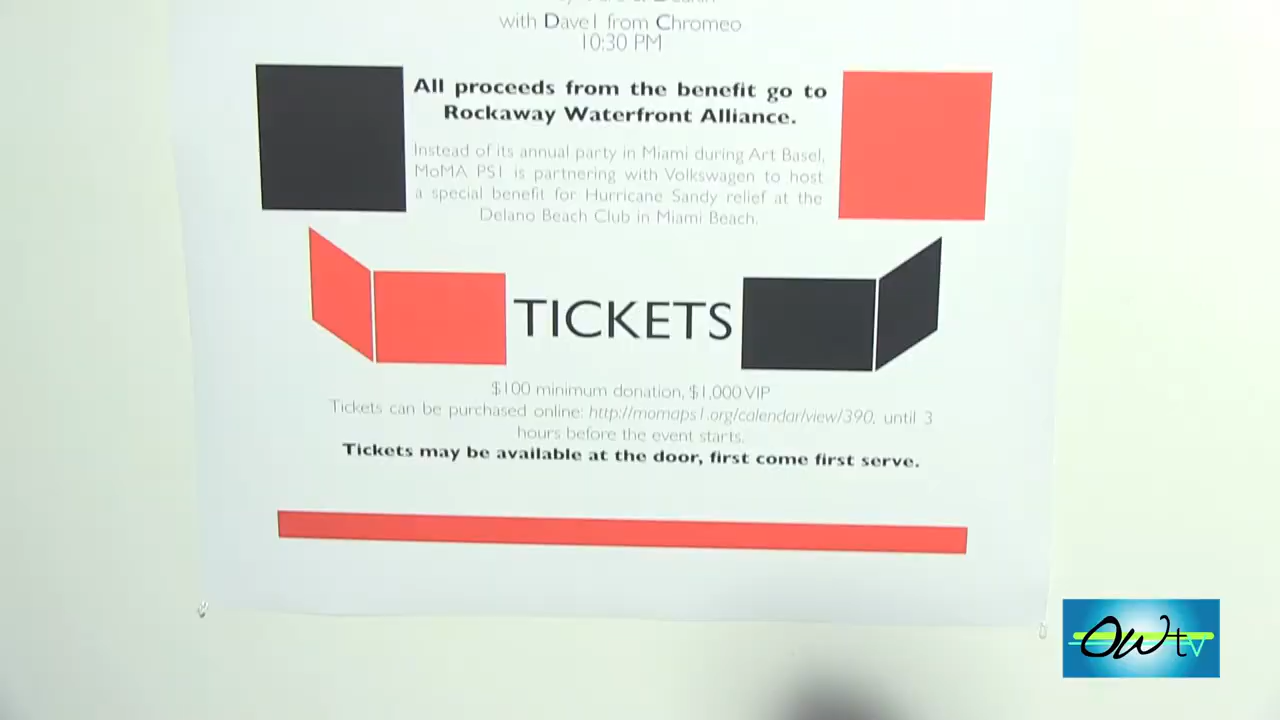 with Dave1 from Chromeo
10:30 PM
All proceeds from the benefit go to
Rockaway Waterfront Alliance.
Instead of its annual party in Miami during Art Basel,
MoMA PS1 is partnering with Volkswagen to host
a special benefit for Hurricane Sandy relief at the
Delano Beach Club in Miami Beach.
TICKETS
$100 minimum donation, $1,000 VIP
Tickets can be purchased online: http://momaps1.org/calendar/view/390, until 3
hours before the event starts.
Tickets may be available at the door, first come first serve.
OWtv